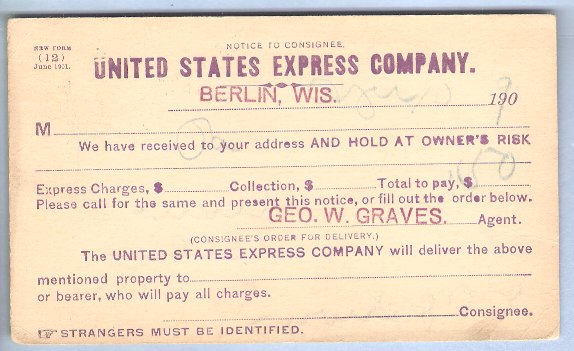 NEW FORM
(12)
June 1901.
NOTICE TO CONSIGNEE.
UNITED STATES EXPRESS COMPANY.
BERLIN, WIS.
190 9
M
We have received to your address AND HOLD AT OWNER'S RISK
Express Charges, $ Collection, $ Total to pay, $ 50
Please call for the same and present this notice, or fill out the order below.
GEO. W. GRAVES. Agent.
(CONSIGNEE'S ORDER FOR DELIVERY.)
The UNITED STATES EXPRESS COMPANY will deliver the above
mentioned property to
or bearer, who will pay all charges.
Consignee.
☞ STRANGERS MUST BE IDENTIFIED.